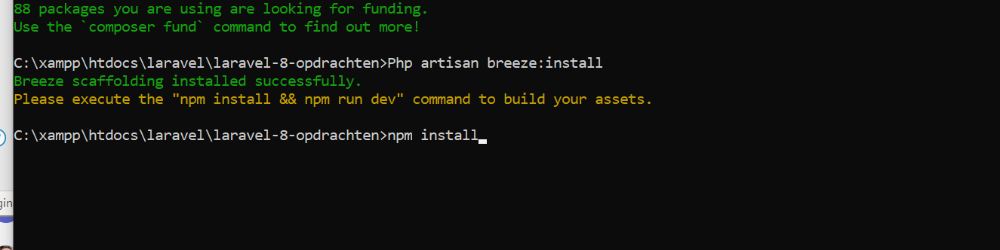 88 packages you are using are looking for funding.
Use the `composer fund` command to find out more!
C:\xampp\htdocs\laravel\laravel-8-opdrachten>Php artisan breeze:install
Breeze scaffolding installed successfully.
Please execute the "npm install && npm run dev" command to build your assets.
C:\xampp\htdocs\laravel\laravel-8-opdrachten>npm install
gin